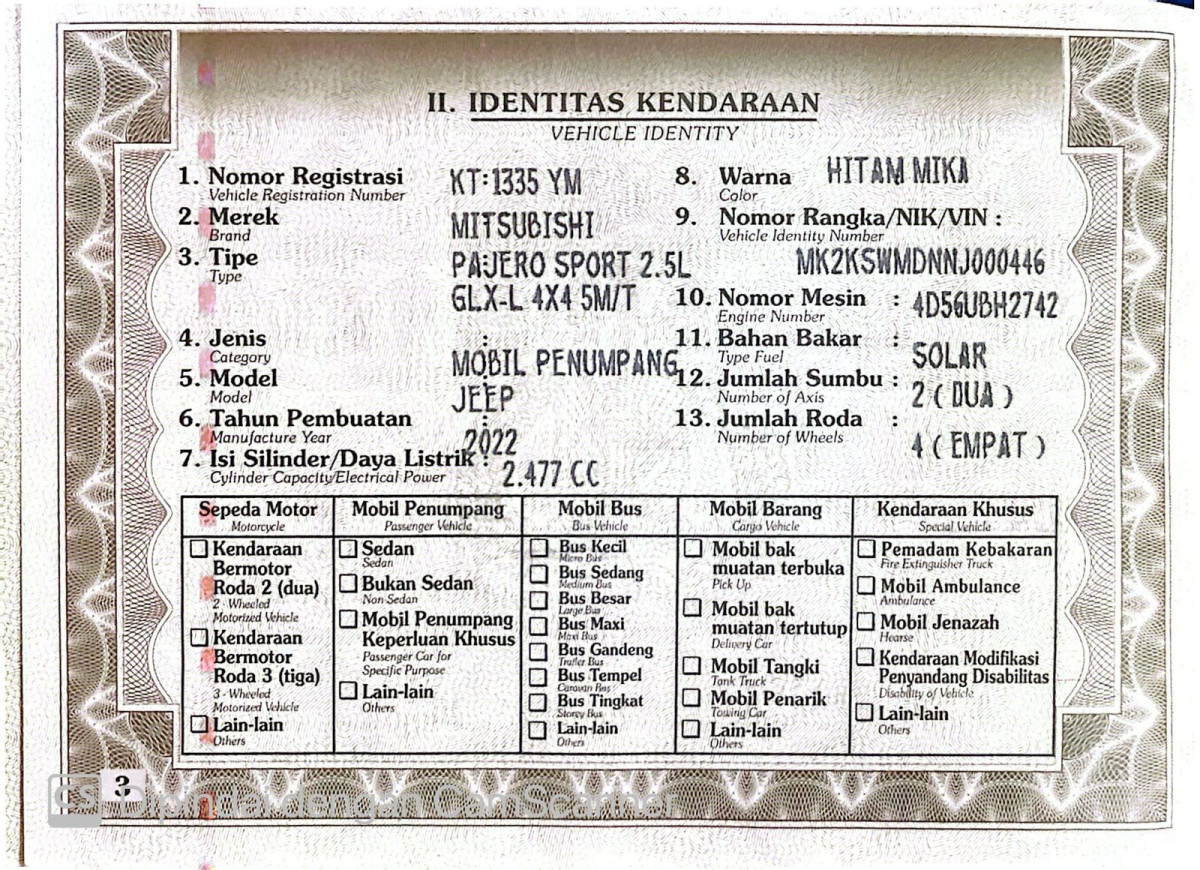 II. IDENTITAS KENDARAAN
VEHICLE IDENTITY
1. Nomor Registrasi : KT 1335 YM
Vehicle Registration Number
2. Merek : MITSUBISHI
Brand
3. Tipe : PAJERO SPORT 2.5L
Type
GLX-L 4X4 5M/T
4. Jenis : MOBIL PENUMPANG
Category
5. Model : JEEP
Model
6. Tahun Pembuatan : 2022
Manufacture Year
7. Isi Silinder/Daya Listrik : 2.477 CC
Cylinder Capacity/Electrical Power
8. Warna HITAM MIKA
Color
9. Nomor Rangka/NIK/VIN :
Vehicle Identity Number
MK2KSWMDNNJ000446
10. Nomor Mesin : 4D56UBH2742
Engine Number
11. Bahan Bakar : SOLAR
Type Fuel
12. Jumlah Sumbu : 2 ( DUA )
Number of Axis
13. Jumlah Roda : 4 ( EMPAT )
Number of Wheels
Sepeda Motor
Motorcycle
Kendaraan
Bermotor
Roda 2 (dua)
2 - Wheeled
Motorized Vehicle
Kendaraan
Bermotor
Roda 3 (tiga)
3 - Wheeled
Motorized Vehicle
Lain-lain
Others
Mobil Penumpang
Passenger Vehicle
Sedan
Sedan
Bukan Sedan
Non Sedan
Mobil Penumpang
Keperluan Khusus
Passenger Car for
Specific Purpose
Lain-lain
Others
Mobil Bus
Bus Vehicle
Bus Kecil
Micro Bus
Bus Sedang
Medium Bus
Bus Besar
Large Bus
Bus Maxi
Maxi Bus
Bus Gandeng
Trailer Bus
Bus Tempel
Caravan Bus
Bus Tingkat
Storey Bus
Lain-lain
Others
Mobil Barang
Cargo Vehicle
Mobil bak
muatan terbuka
Pick Up
Mobil bak
muatan tertutup
Delivery Car
Mobil Tangki
Tank Truck
Mobil Penarik
Towing Car
Lain-lain
Others
Kendaraan Khusus
Special Vehicle
Pemadam Kebakaran
Fire Extinguisher Truck
Mobil Ambulance
Ambulance
Mobil Jenazah
Hearse
Kendaraan Modifikasi
Penyandang Disabilitas
Disability of Vehicle
Lain-lain
Others
3
CS Dipindai dengan CamScanner